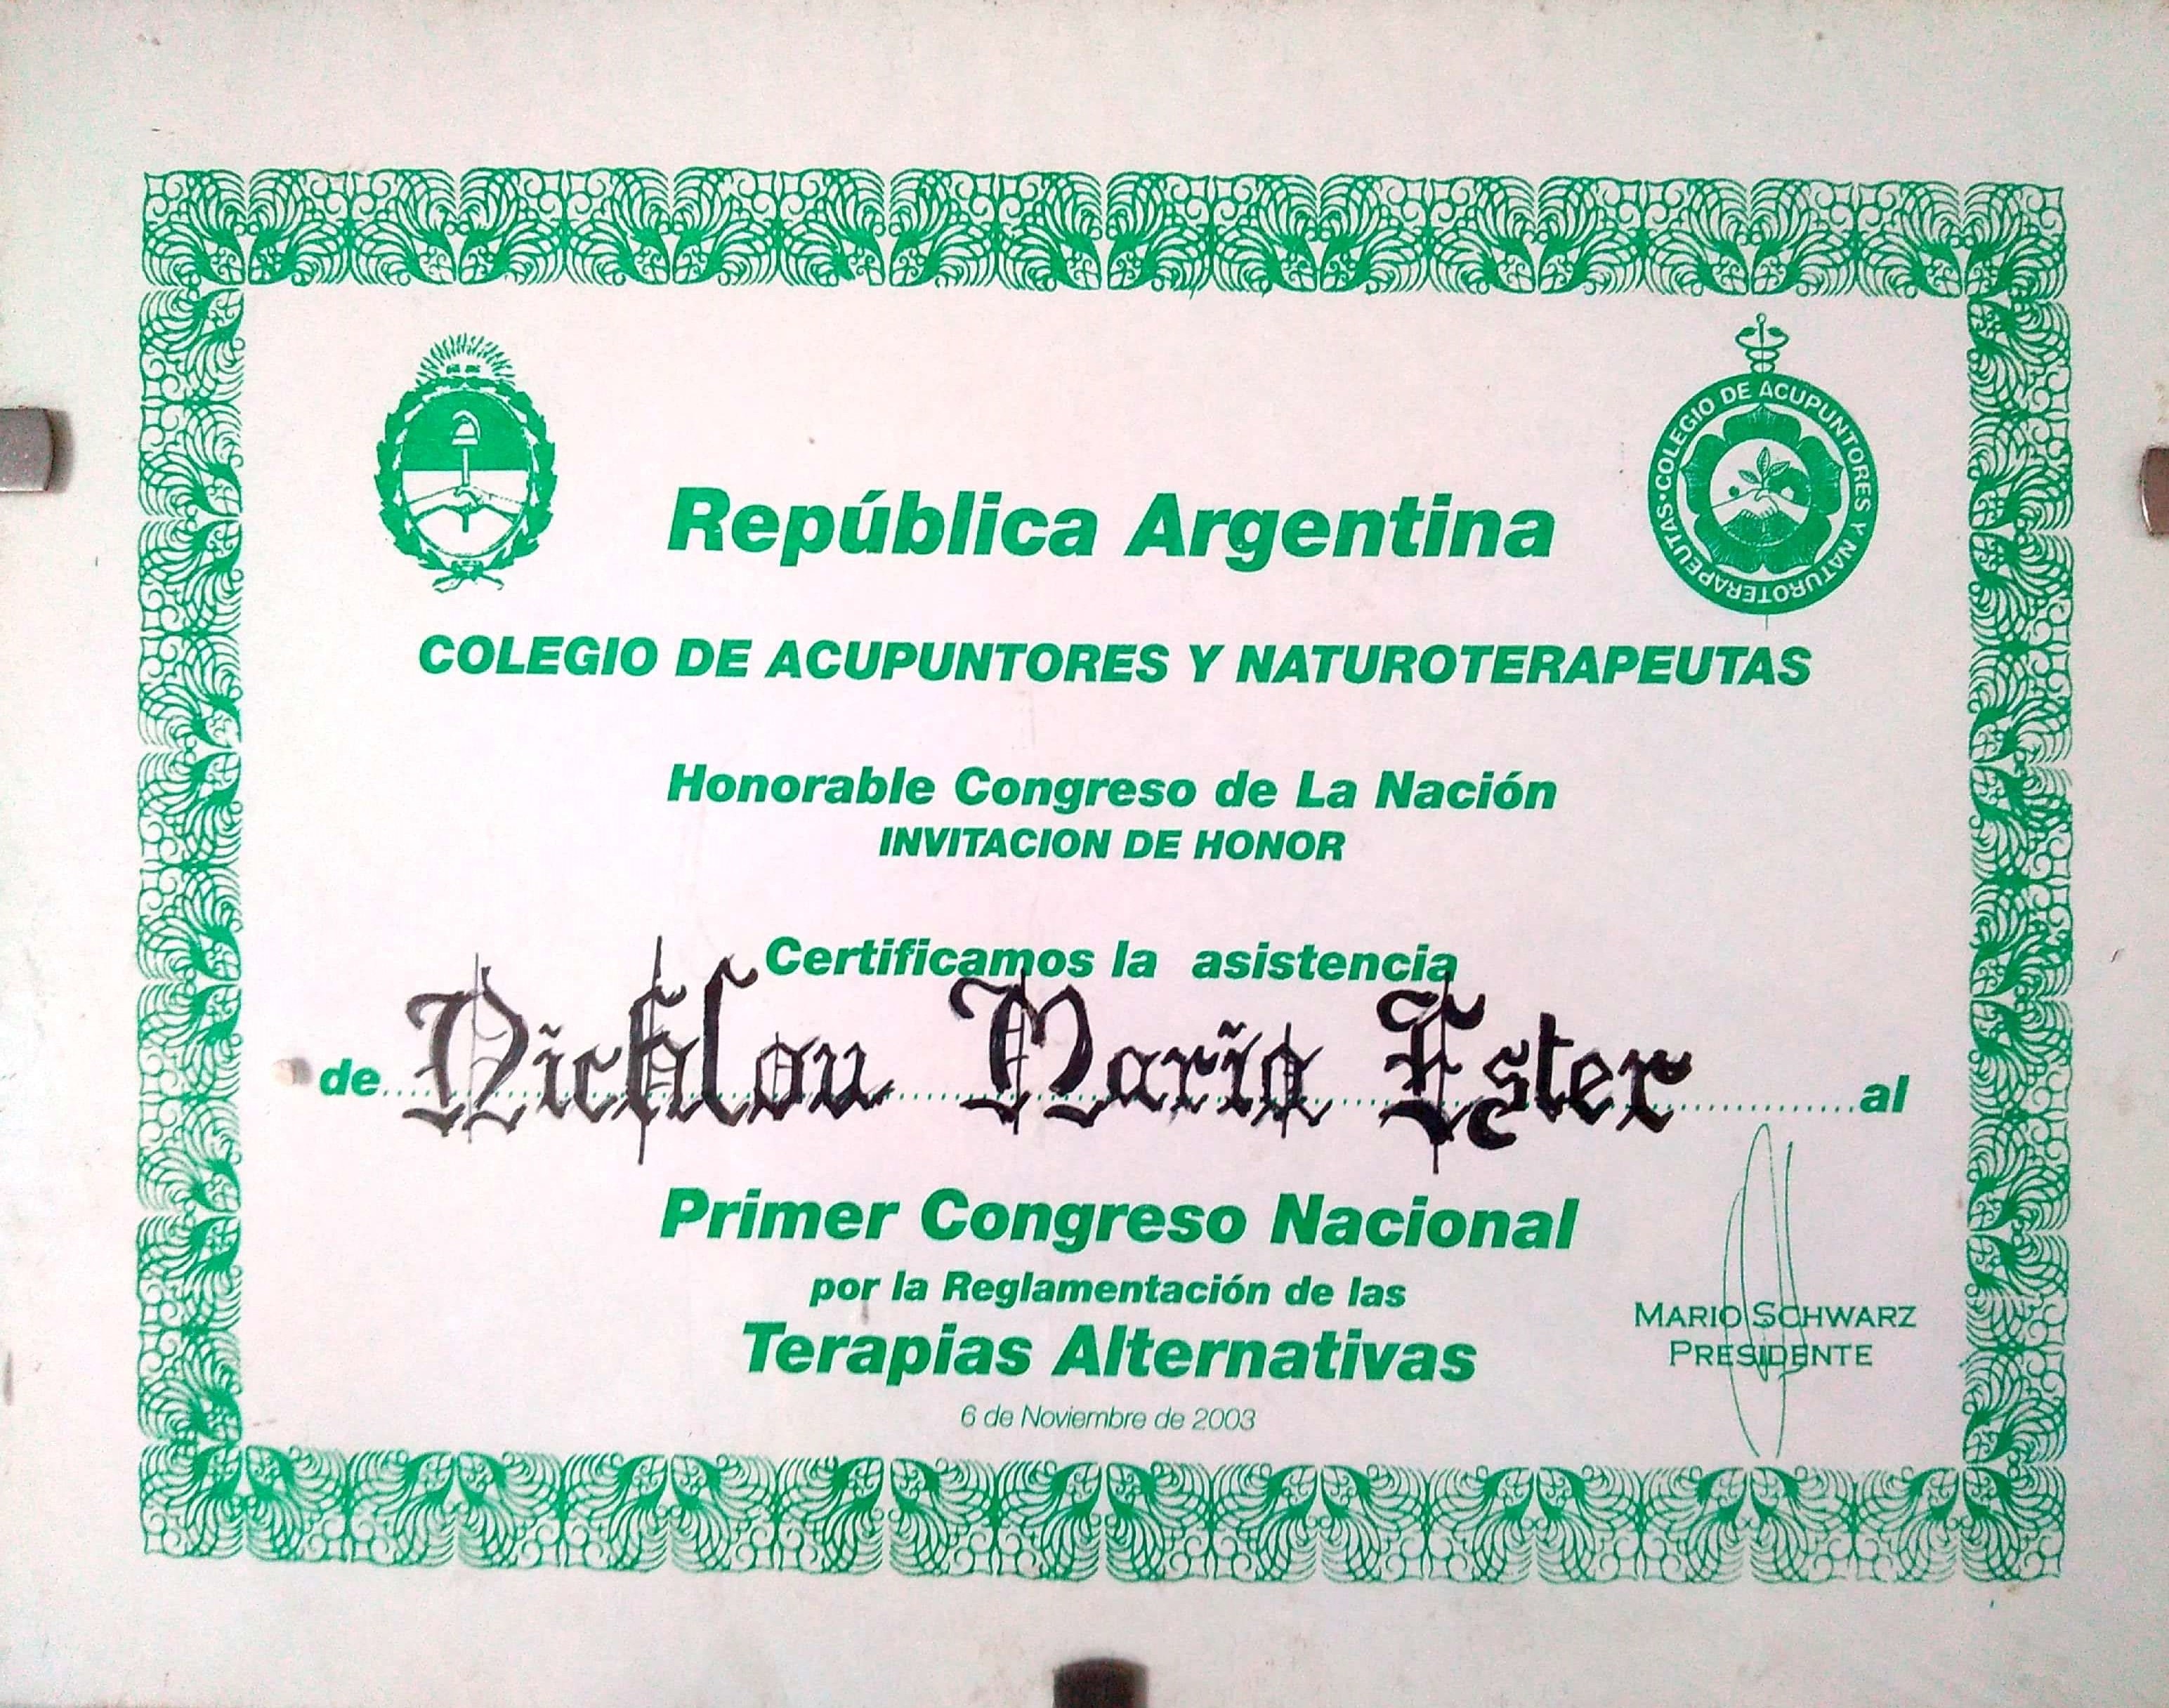 COLEGIO DE ACUPUNTORES Y NATUROTERAPEUTAS
República Argentina
COLEGIO DE ACUPUNTORES Y NATUROTERAPEUTAS
Honorable Congreso de La Nación
INVITACION DE HONOR
Certificamos la asistencia
de María Ester al
Primer Congreso Nacional
por la Reglamentación de las
Terapias Alternativas
6 de Noviembre de 2003
MARIO SCHWARZ
PRESIDENTE